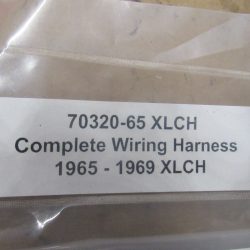 70320-65 XLCH
Complete Wiring Harness
1965 - 1969 XLCH